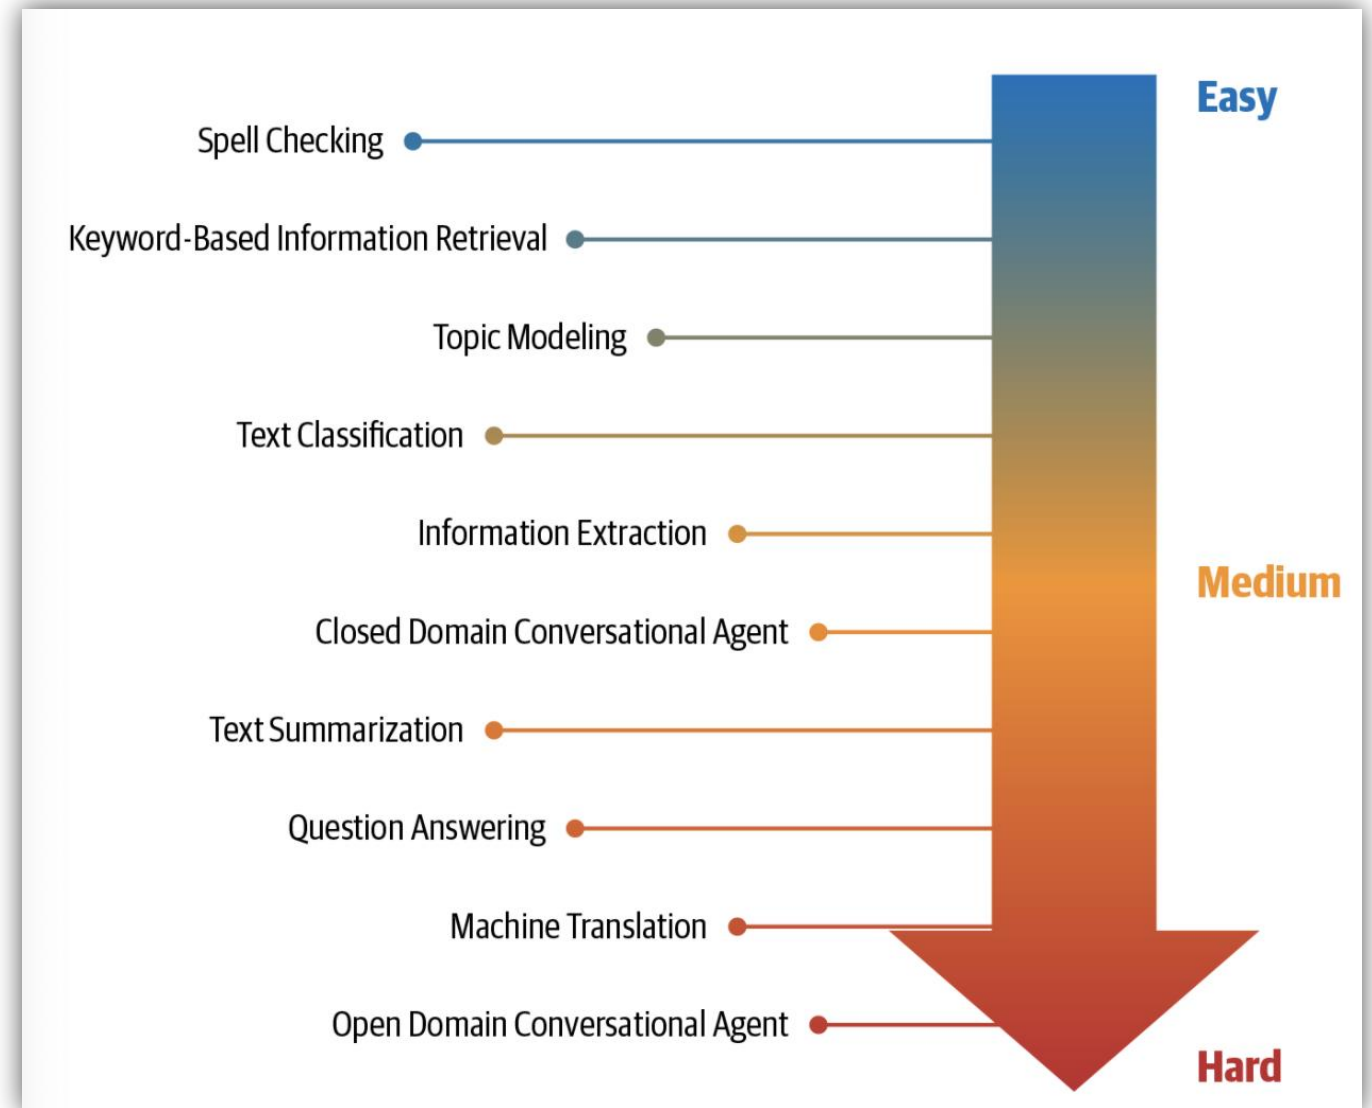 Easy
Spell Checking
Keyword-Based Information Retrieval
Topic Modeling
Text Classification
Information Extraction
Medium
Closed Domain Conversational Agent
Text Summarization
Question Answering
Machine Translation
Open Domain Conversational Agent
Hard